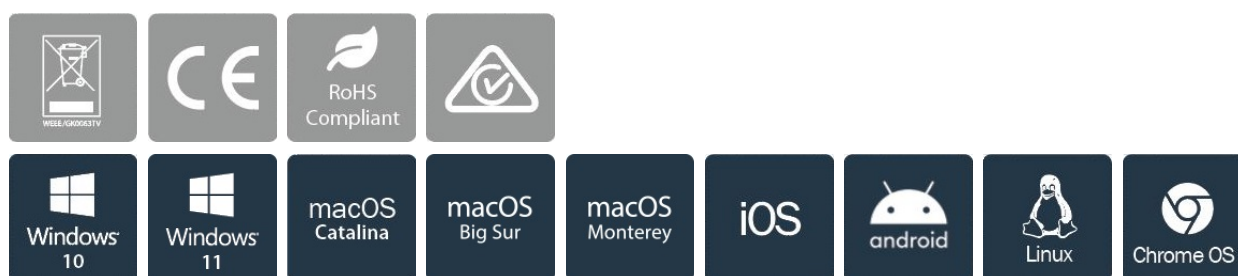 WEEE/GK0063TV
CE
RoHS
Compliant
Windows
10
Windows
11
macOS
Catalina
macOS
Big Sur
macOS
Monterey
iOS
android
Linux
Chrome OS